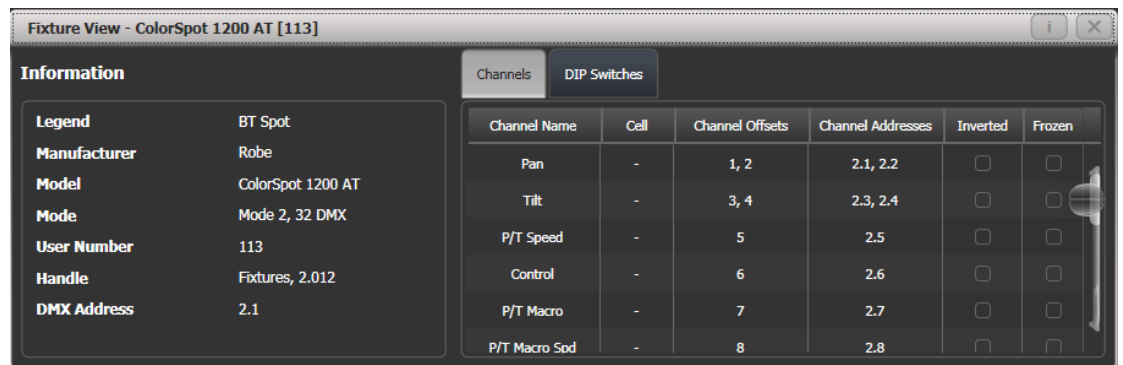 Fixture View - ColorSpot 1200 AT [113]
i
Information
Channels DIP Switches
Legend BT Spot
Manufacturer Robe
Model ColorSpot 1200 AT
Mode Mode 2, 32 DMX
User Number 113
Handle Fixtures, 2.012
DMX Address 2.1
Channel Name Cell Channel Offsets Channel Addresses Inverted Frozen
Pan - 1, 2 2.1, 2.2
Tilt - 3, 4 2.3, 2.4
P/T Speed - 5 2.5
Control - 6 2.6
P/T Macro - 7 2.7
P/T Macro Spd - 8 2.8